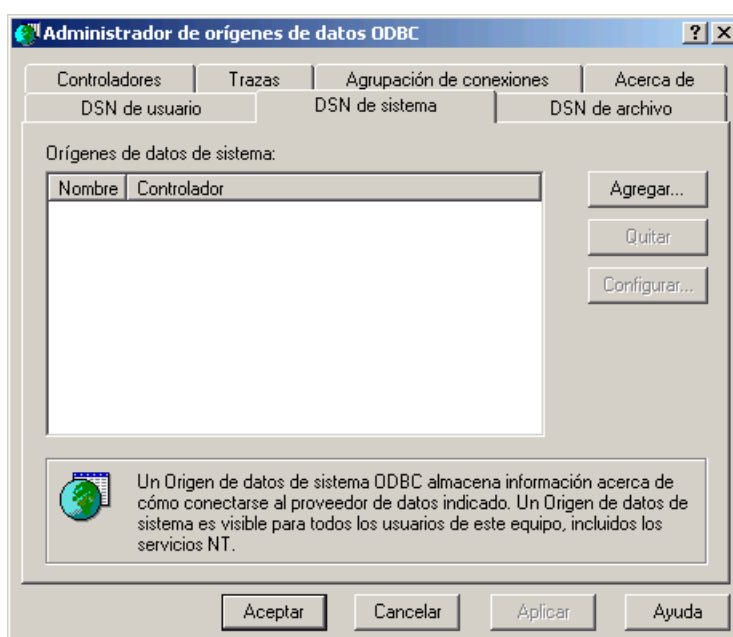 Administrador de orígenes de datos ODBC
Controladores Trazas Agrupación de conexiones Acerca de
DSN de usuario DSN de sistema DSN de archivo
Orígenes de datos de sistema:
Nombre Controlador
Agregar...
Quitar
Configurar...
Un Origen de datos de sistema ODBC almacena información acerca de
cómo conectarse al proveedor de datos indicado. Un Origen de datos de
sistema es visible para todos los usuarios de este equipo, incluidos los
servicios NT.
Aceptar Cancelar Aplicar Ayuda